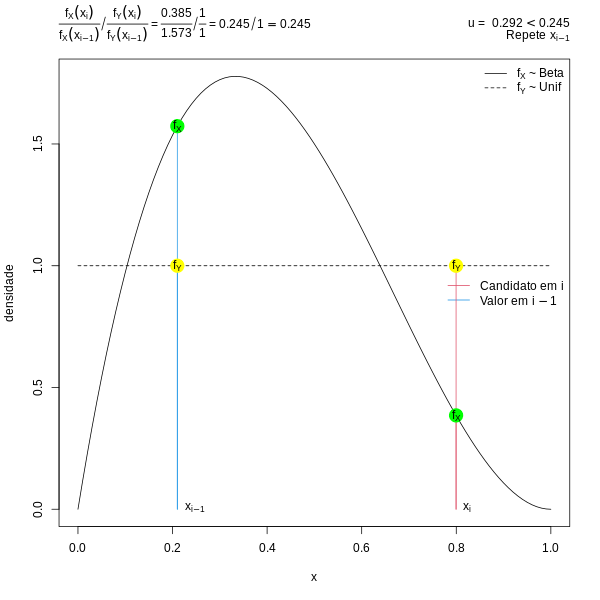 fX(xi) / fX(xi−1) / fY(xi) / fY(xi−1) = 0.385 / 1.573 / 1 / 1 = 0.245/1 = 0.245
u = 0.292 < 0.245
Repete xi−1
fX ~ Beta
fY ~ Unif
fX
fY
fY
Candidato em i
Valor em i − 1
fX
xi−1
xi
densidade
0.0
0.5
1.0
1.5
0.0
0.2
0.4
0.6
0.8
1.0
x